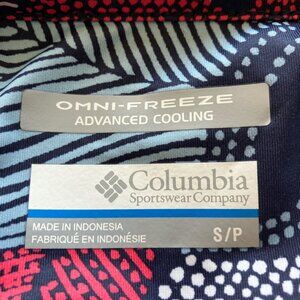 OMNI-FREEZE
ADVANCED COOLING
Columbia
Sportswear Company
MADE IN INDONESIA
FABRIQUÉ EN INDONÉSIE
S/P